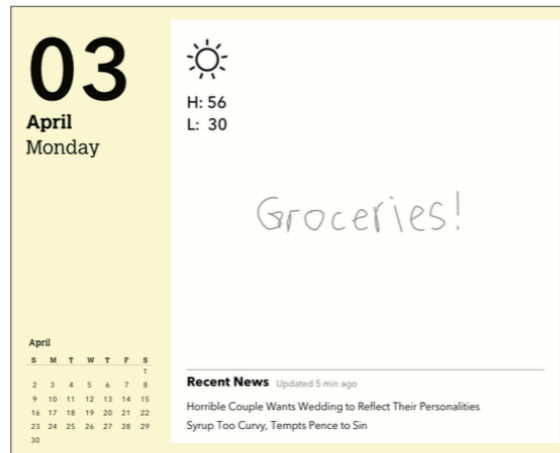 03
April
Monday
H: 56
L: 30
Groceries!
April
S M T W T F S
1
2 3 4 5 6 7 8
9 10 11 12 13 14 15
16 17 18 19 20 21 22
23 24 25 26 27 28 29
30
Recent News Updated 5 min ago
Horrible Couple Wants Wedding to Reflect Their Personalities
Syrup Too Curvy, Tempts Pence to Sin